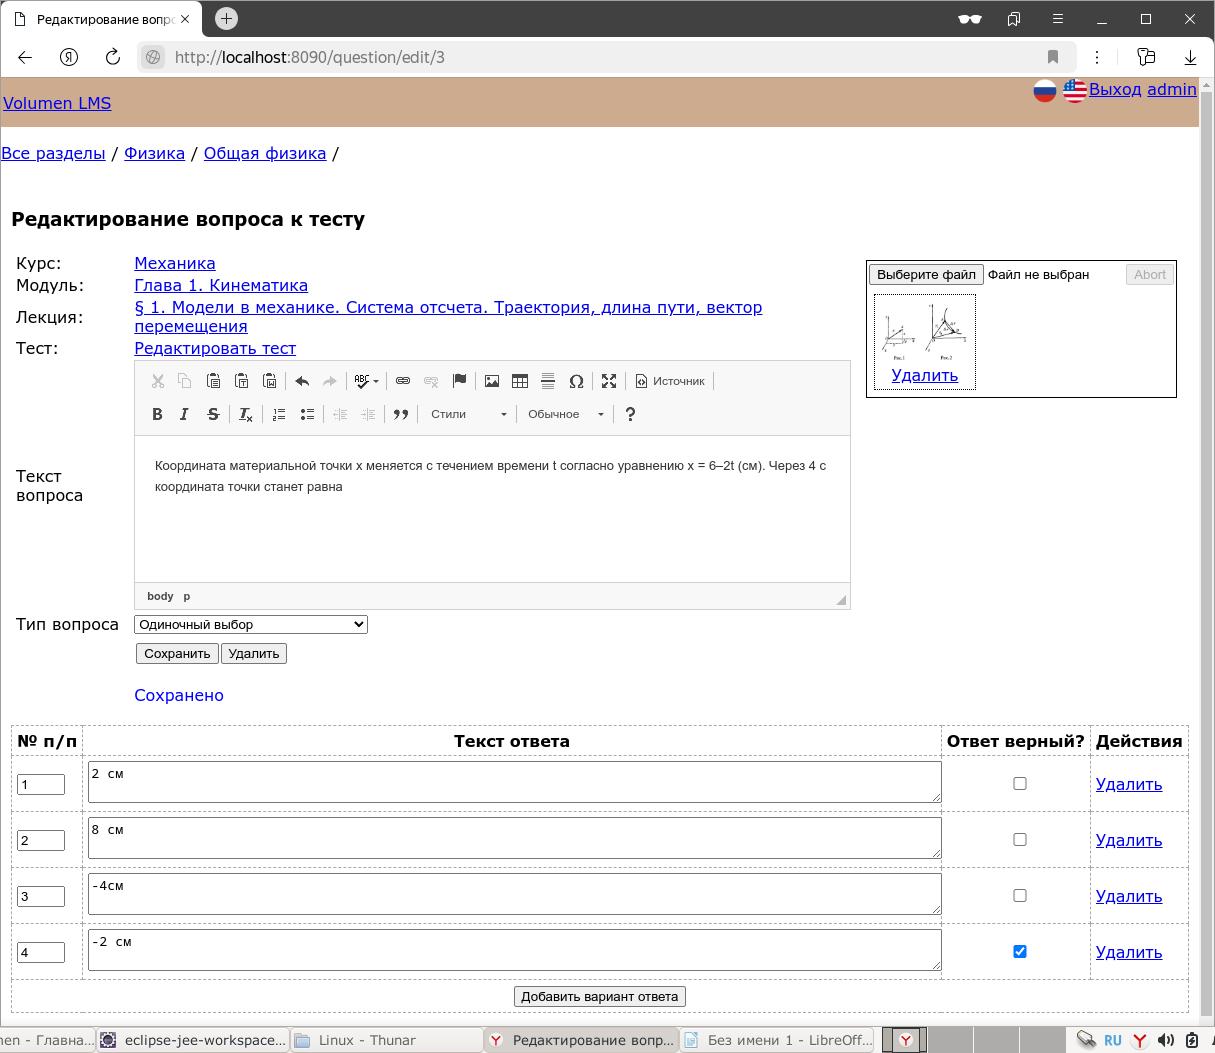 Редактирование вопро
http://localhost:8090/question/edit/3
Volumen LMS
Выход admin
Все разделы / Физика / Общая физика /
Редактирование вопроса к тесту
Курс: Механика
Модуль: Глава 1. Кинематика
Лекция: § 1. Модели в механике. Система отсчета. Траектория, длина пути, вектор
перемещения
Тест: Редактировать тест
Выберите файл Файл не выбран Abort
Рис.1 Рис.2
Удалить
Источник
Стили Обычное ?
Текст
вопроса
Координата материальной точки x меняется с течением времени t согласно уравнению x = 6–2t (см). Через 4 с
координата точки станет равна
body p
Тип вопроса Одиночный выбор
Сохранить Удалить
Сохранено
№ п/п Текст ответа Ответ верный? Действия
1 2 см Удалить
2 8 см Удалить
3 -4см Удалить
4 -2 см Удалить
Добавить вариант ответа
nen - Главна... eclipse-jee-workspace... Linux - Thunar Редактирование вопр... Без имени 1 - LibreOff... RU